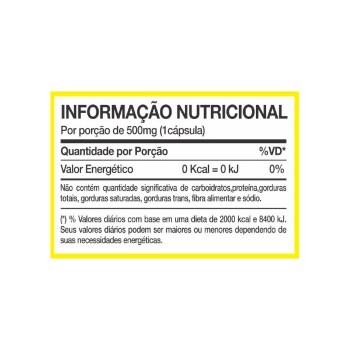 INFORMAÇÃO NUTRICIONAL
Por porção de 500mg (1cápsula)
Quantidade por Porção %VD*
Valor Energético 0 Kcal = 0 kJ 0%
Não contém quantidade significativa de carboidratos,proteína,gorduras
totais, gorduras saturadas, gorduras trans, fibra alimentar e sódio.
(*) % Valores diários com base em uma dieta de 2000 kcal e 8400 kJ.
Seus valores diários podem ser maiores ou menores dependendo de
suas necessidades energéticas.